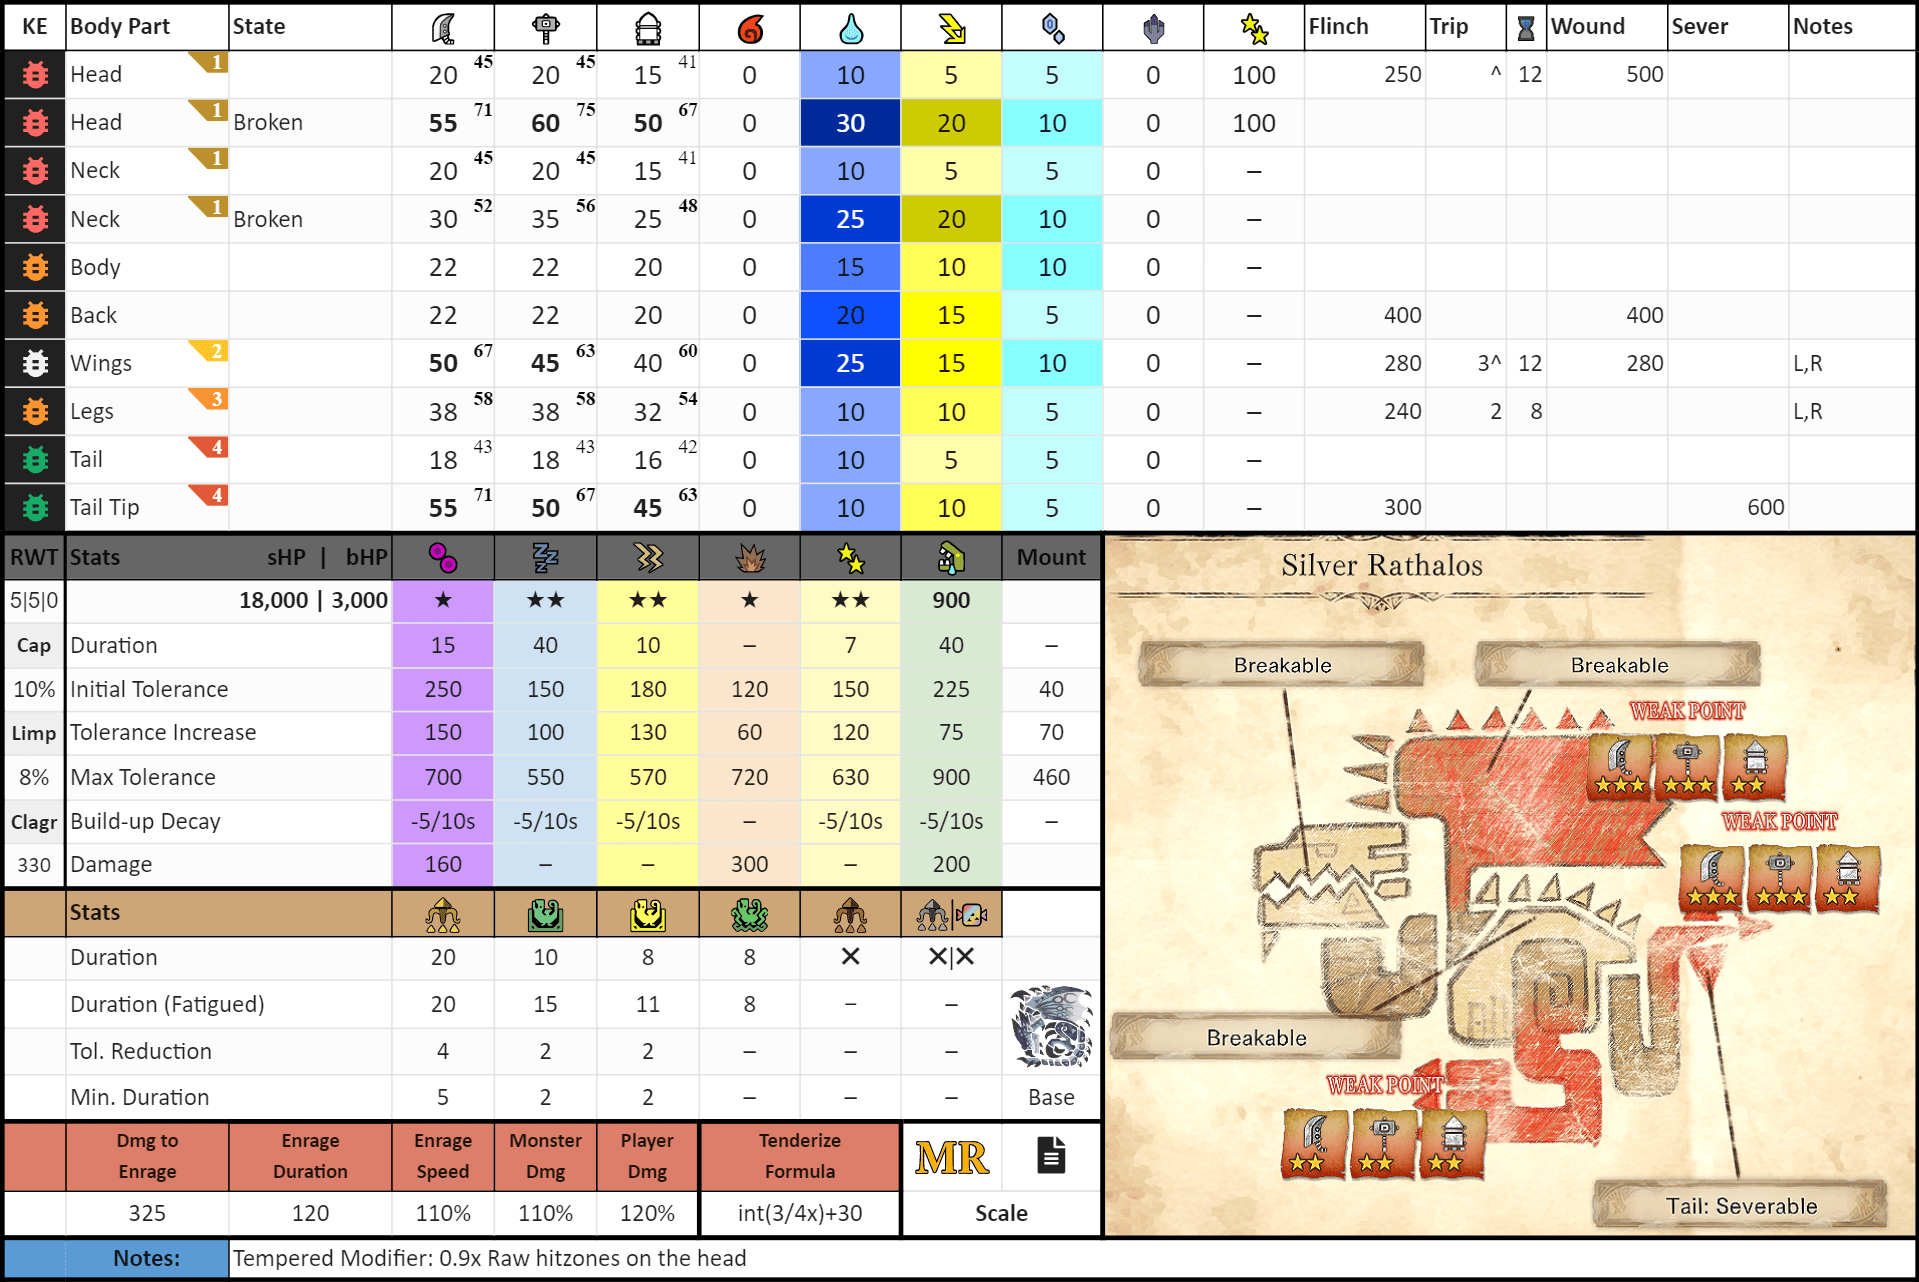 KE Body Part State Flinch Trip Wound Sever Notes
Head 1 20 45 20 45 15 41 0 10 5 5 0 100 250 ^ 12 500
Head 1 Broken 55 71 60 75 50 67 0 30 20 10 0 100
Neck 1 20 45 20 45 15 41 0 10 5 5 0 –
Neck 1 Broken 30 52 35 56 25 48 0 25 20 10 0 –
Body 22 22 20 0 15 10 10 0 –
Back 22 22 20 0 20 15 5 0 – 400 400
Wings 2 50 67 45 63 40 60 0 25 15 10 0 – 280 3^ 12 280 L,R
Legs 3 38 58 38 58 32 54 0 10 10 5 0 – 240 2 8 L,R
Tail 4 18 43 18 43 16 42 0 10 5 5 0 –
Tail Tip 4 55 71 50 67 45 63 0 10 10 5 0 – 300 600
RWT Stats sHP | bHP Mount
5|5|0 18,000 | 3,000 ★ ★★ ★★ ★ ★★ 900
Cap Duration 15 40 10 – 7 40 –
10% Initial Tolerance 250 150 180 120 150 225 40
Limp Tolerance Increase 150 100 130 60 120 75 70
8% Max Tolerance 700 550 570 720 630 900 460
Clagr Build-up Decay -5/10s -5/10s -5/10s – -5/10s -5/10s –
330 Damage 160 – – 300 – 200
Stats
Duration 20 10 8 8 ✕ ✕|✕
Duration (Fatigued) 20 15 11 8 – –
Tol. Reduction 4 2 2 – – –
Min. Duration 5 2 2 – – – Base
Dmg to Enrage
Enrage Duration
Enrage Speed
Monster Dmg
Player Dmg
Tenderize Formula
MR
325 120 110% 110% 120% int(3/4x)+30 Scale
Notes: Tempered Modifier: 0.9x Raw hitzones on the head
Silver Rathalos
Breakable
Breakable
WEAK POINT
WEAK POINT
Breakable
WEAK POINT
Tail: Severable